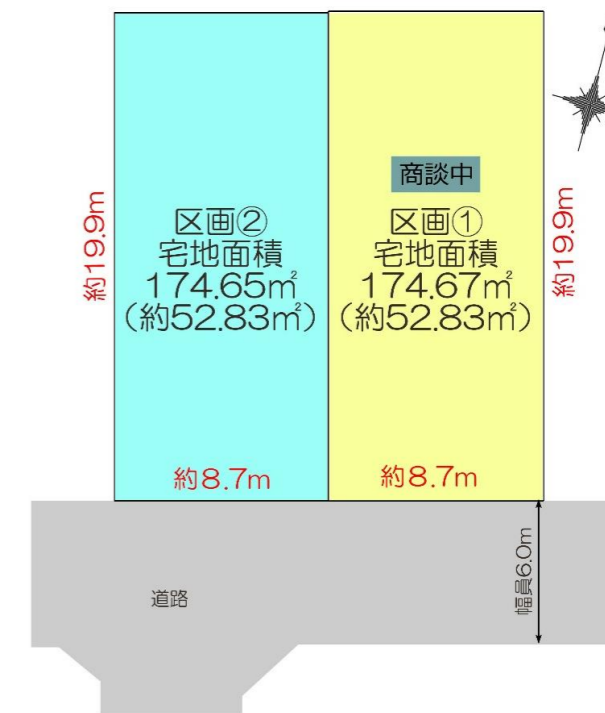 商談中
区画②
宅地面積
174.65㎡
(約52.83㎡)
区画①
宅地面積
174.67㎡
(約52.83㎡)
約19.9m
約19.9m
約8.7m
約8.7m
幅員6.0m
道路